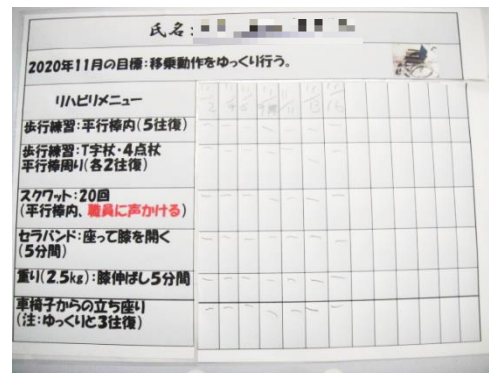 氏名:
2020年11月の目標:移乗動作をゆっくり行う。
リハビリメニュー
歩行練習:平行棒内(5往復)
歩行練習:T字杖・4点杖
平行棒周り(各2往復)
スクワット:20回
(平行棒内、職員に声かける)
セラバンド:座って膝を開く
(5分間)
重り(2.5kg):膝伸ばし5分間
車椅子からの立ち座り
(注:ゆっくりと3往復)